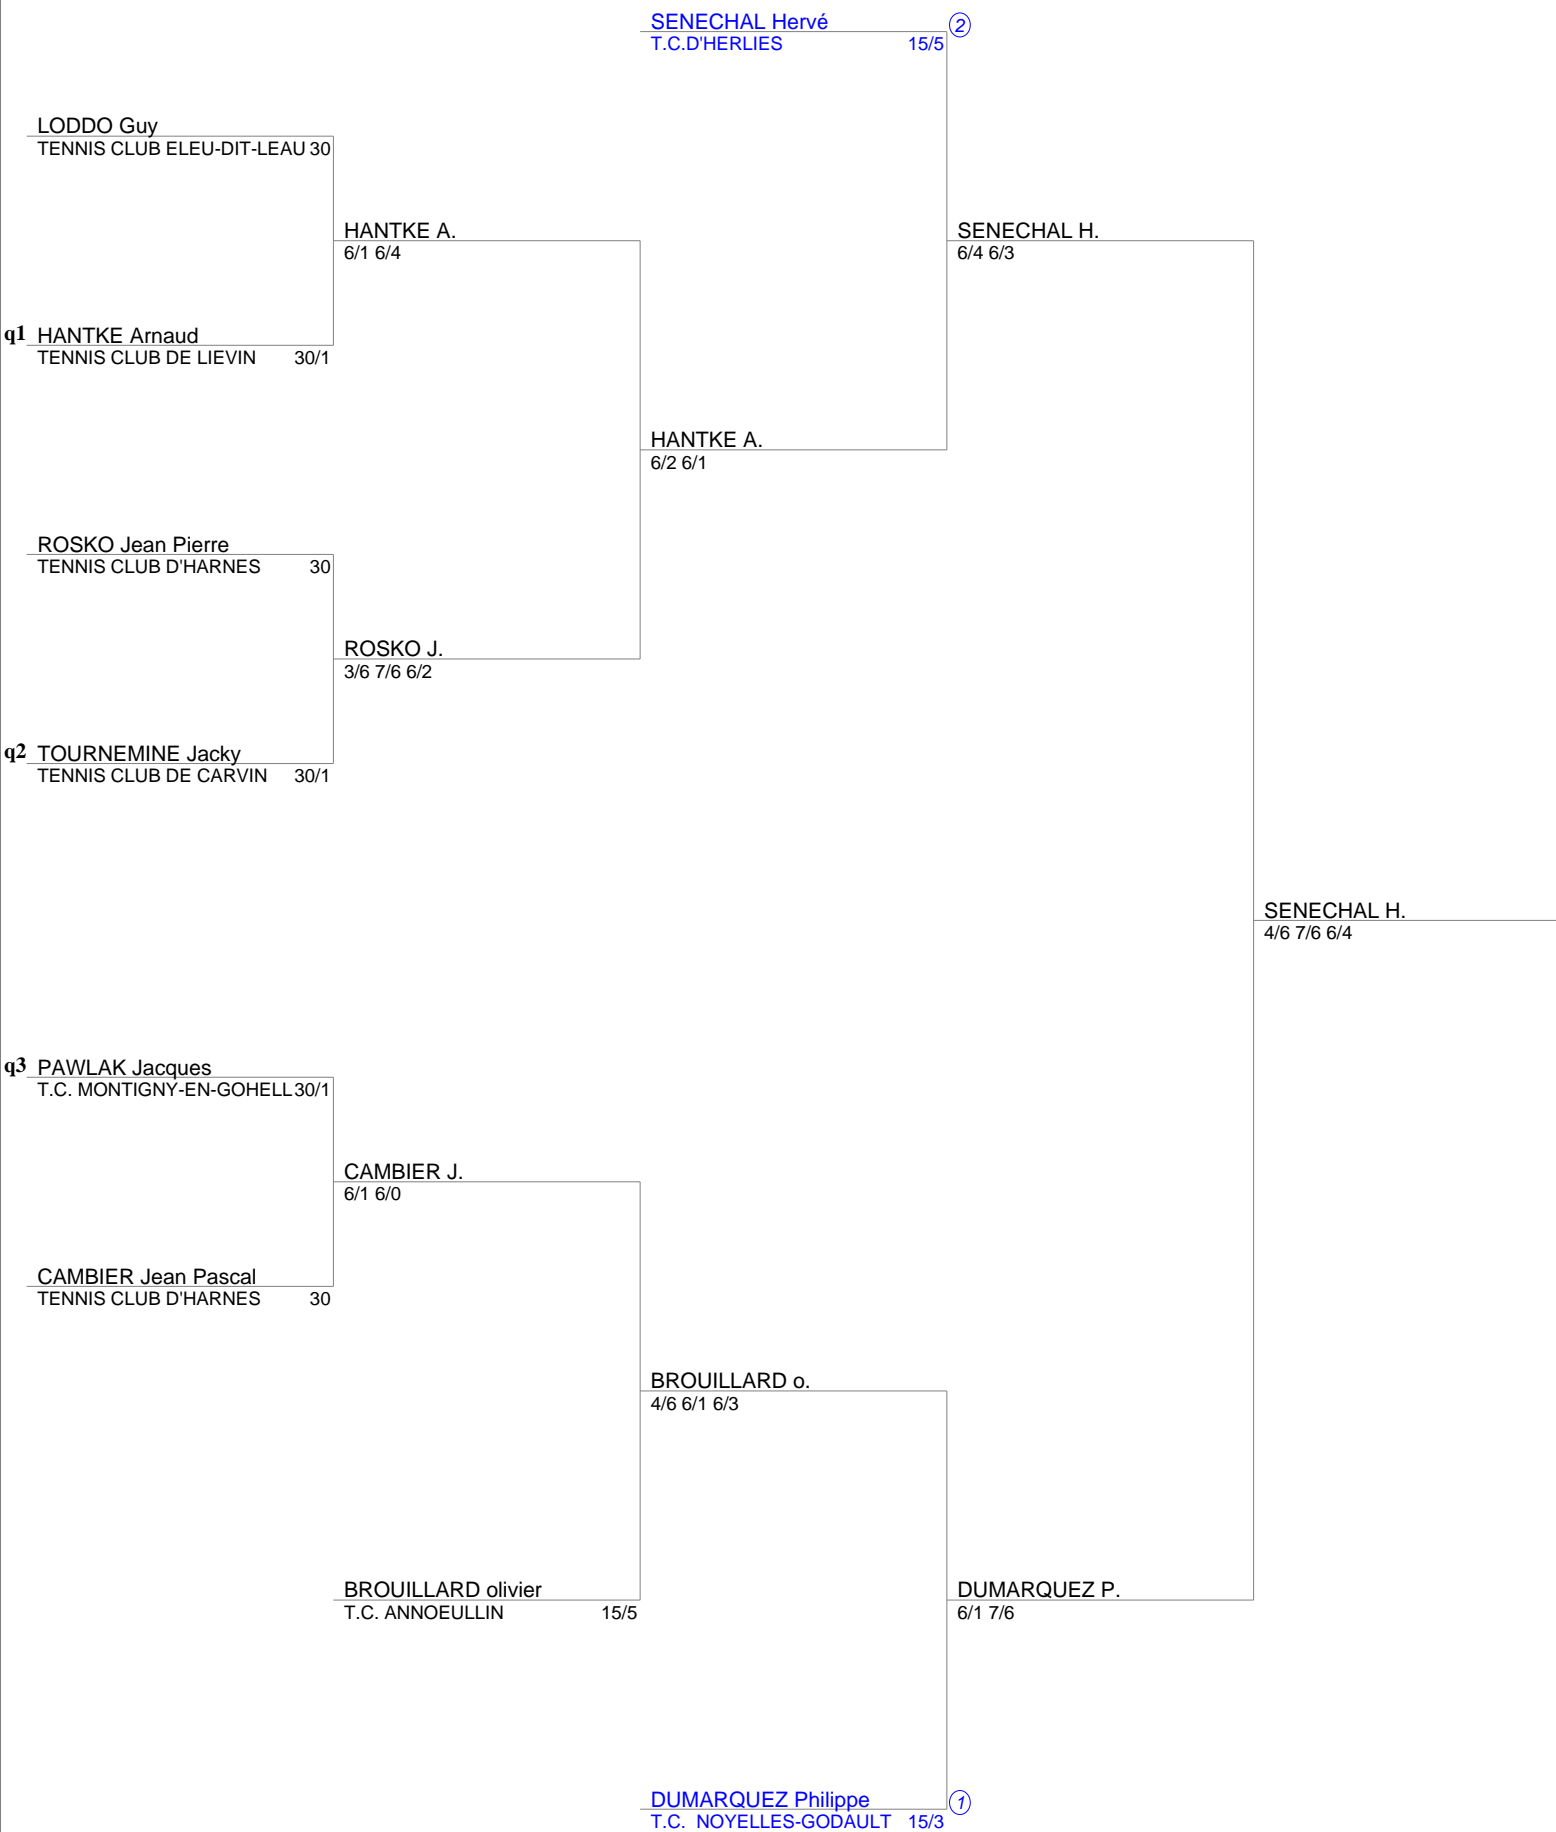 SENECHAL Hervé 2
T.C.D'HERLIES 15/5
LODDO Guy
TENNIS CLUB ELEU-DIT-LEAU 30
HANTKE A.
6/1 6/4
SENECHAL H.
6/4 6/3
q1 HANTKE Arnaud
TENNIS CLUB DE LIEVIN 30/1
HANTKE A.
6/2 6/1
ROSKO Jean Pierre
TENNIS CLUB D'HARNES 30
ROSKO J.
3/6 7/6 6/2
q2 TOURNEMINE Jacky
TENNIS CLUB DE CARVIN 30/1
SENECHAL H.
4/6 7/6 6/4
q3 PAWLAK Jacques
T.C. MONTIGNY-EN-GOHELL 30/1
CAMBIER J.
6/1 6/0
CAMBIER Jean Pascal
TENNIS CLUB D'HARNES 30
BROUILLARD o.
4/6 6/1 6/3
BROUILLARD olivier
T.C. ANNOEULLIN 15/5
DUMARQUEZ P.
6/1 7/6
DUMARQUEZ Philippe 1
T.C. NOYELLES-GODAULT 15/3